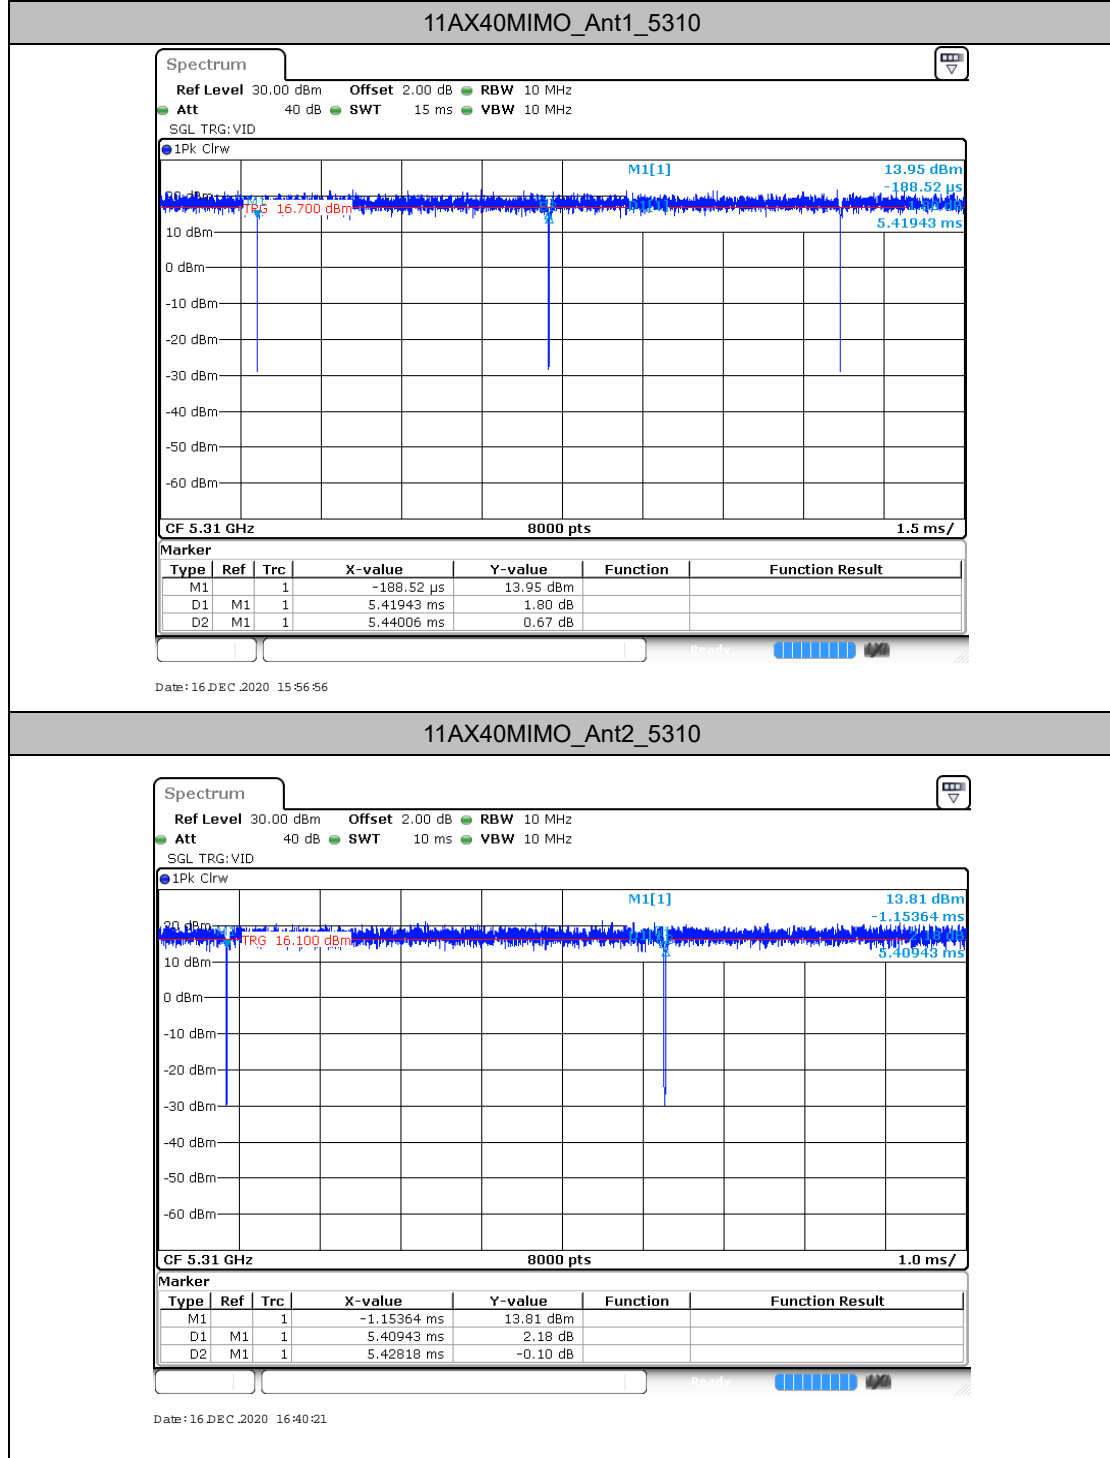 11AX40MIMO_Ant1_5310
Spectrum
Ref Level 30.00 dBm Offset 2.00 dB RBW 10 MHz
Att 40 dB SWT 15 ms VBW 10 MHz
SGL TRG:VID
1Pk Clrw
M1[1] 13.95 dBm
-188.52 µs
20 dBm
M1
TRG 16.700 dBm
5.41943 ms
10 dBm
0 dBm
-10 dBm
-20 dBm
-30 dBm
-40 dBm
-50 dBm
-60 dBm
CF 5.31 GHz 8000 pts 1.5 ms/
Marker
Type Ref Trc X-value Y-value Function Function Result
M1 1 -188.52 µs 13.95 dBm
D1 M1 1 5.41943 ms 1.80 dB
D2 M1 1 5.44006 ms 0.67 dB
Ready
Date: 16.DEC.2020 15:56:56
11AX40MIMO_Ant2_5310
Spectrum
Ref Level 30.00 dBm Offset 2.00 dB RBW 10 MHz
Att 40 dB SWT 10 ms VBW 10 MHz
SGL TRG:VID
1Pk Clrw
M1[1] 13.81 dBm
-1.15364 ms
20 dBm
TRG 16.100 dBm
5.40943 ms
10 dBm
0 dBm
-10 dBm
-20 dBm
-30 dBm
-40 dBm
-50 dBm
-60 dBm
CF 5.31 GHz 8000 pts 1.0 ms/
Marker
Type Ref Trc X-value Y-value Function Function Result
M1 1 -1.15364 ms 13.81 dBm
D1 M1 1 5.40943 ms 2.18 dB
D2 M1 1 5.42818 ms -0.10 dB
Ready
Date: 16.DEC.2020 16:40:21